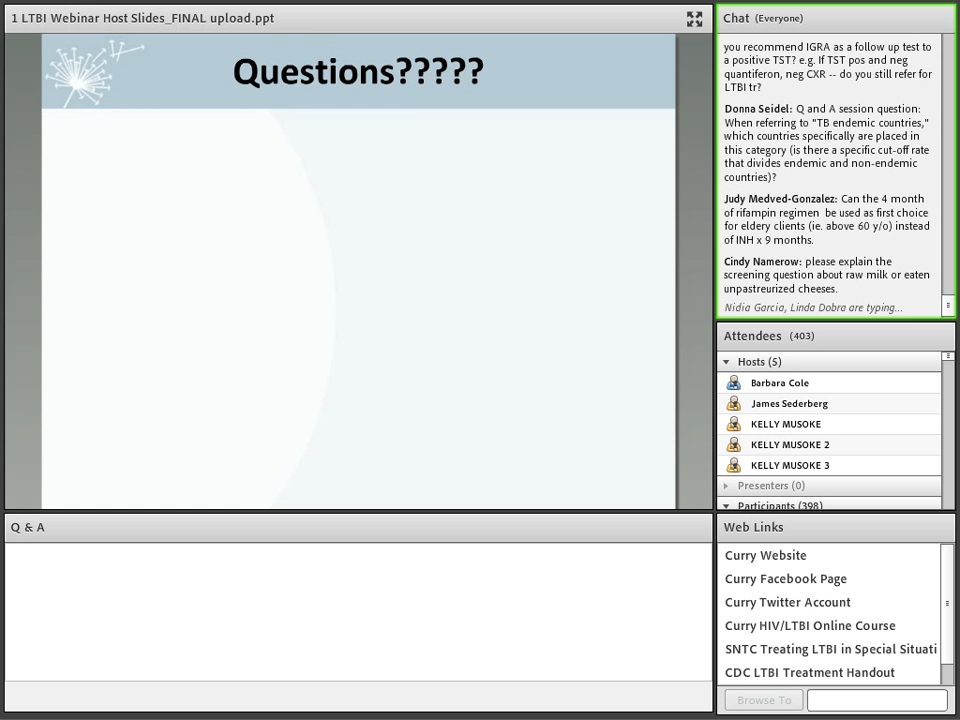 1 LTBI Webinar Host Slides_FINAL upload.ppt
Questions?????
Q & A
Chat (Everyone)
you recommend IGRA as a follow up test to
a positive TST? e.g. If TST pos and neg
quantiferon, neg CXR -- do you still refer for
LTBI tr?
Donna Seidel: Q and A session question:
When referring to "TB endemic countries,"
which countries specifically are placed in
this category (is there a specific cut-off rate
that divides endemic and non-endemic
countries)?
Judy Medved-Gonzalez: Can the 4 month
of rifampin regimen be used as first choice
for eldery clients (ie. above 60 y/o) instead
of INH x 9 months.
Cindy Namerow: please explain the
screening question about raw milk or eaten
unpastreurized cheeses.
Nidia Garcia, Linda Dobra are typing...
Attendees (403)
Hosts (5)
Barbara Cole
James Sederberg
KELLY MUSOKE
KELLY MUSOKE 2
KELLY MUSOKE 3
Presenters (0)
Participants (398)
Web Links
Curry Website
Curry Facebook Page
Curry Twitter Account
Curry HIV/LTBI Online Course
SNTC Treating LTBI in Special Situati
CDC LTBI Treatment Handout
Browse To